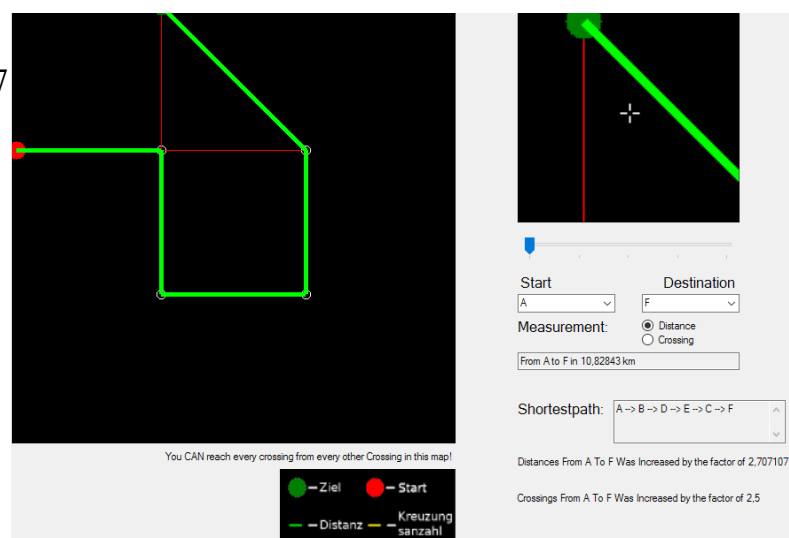 7
Start
Destination
A
F
Measurement:
Distance
Crossing
From A to F in 10,82843 km
Shortestpath:
A --> B --> D --> E --> C --> F
You CAN reach every crossing from every other Crossing in this map!
Distances From A To F Was Increased by the factor of 2,707107
Crossings From A To F Was Increased by the factor of 2,5
Ziel
Start
Distanz
Kreuzung
sanzahl